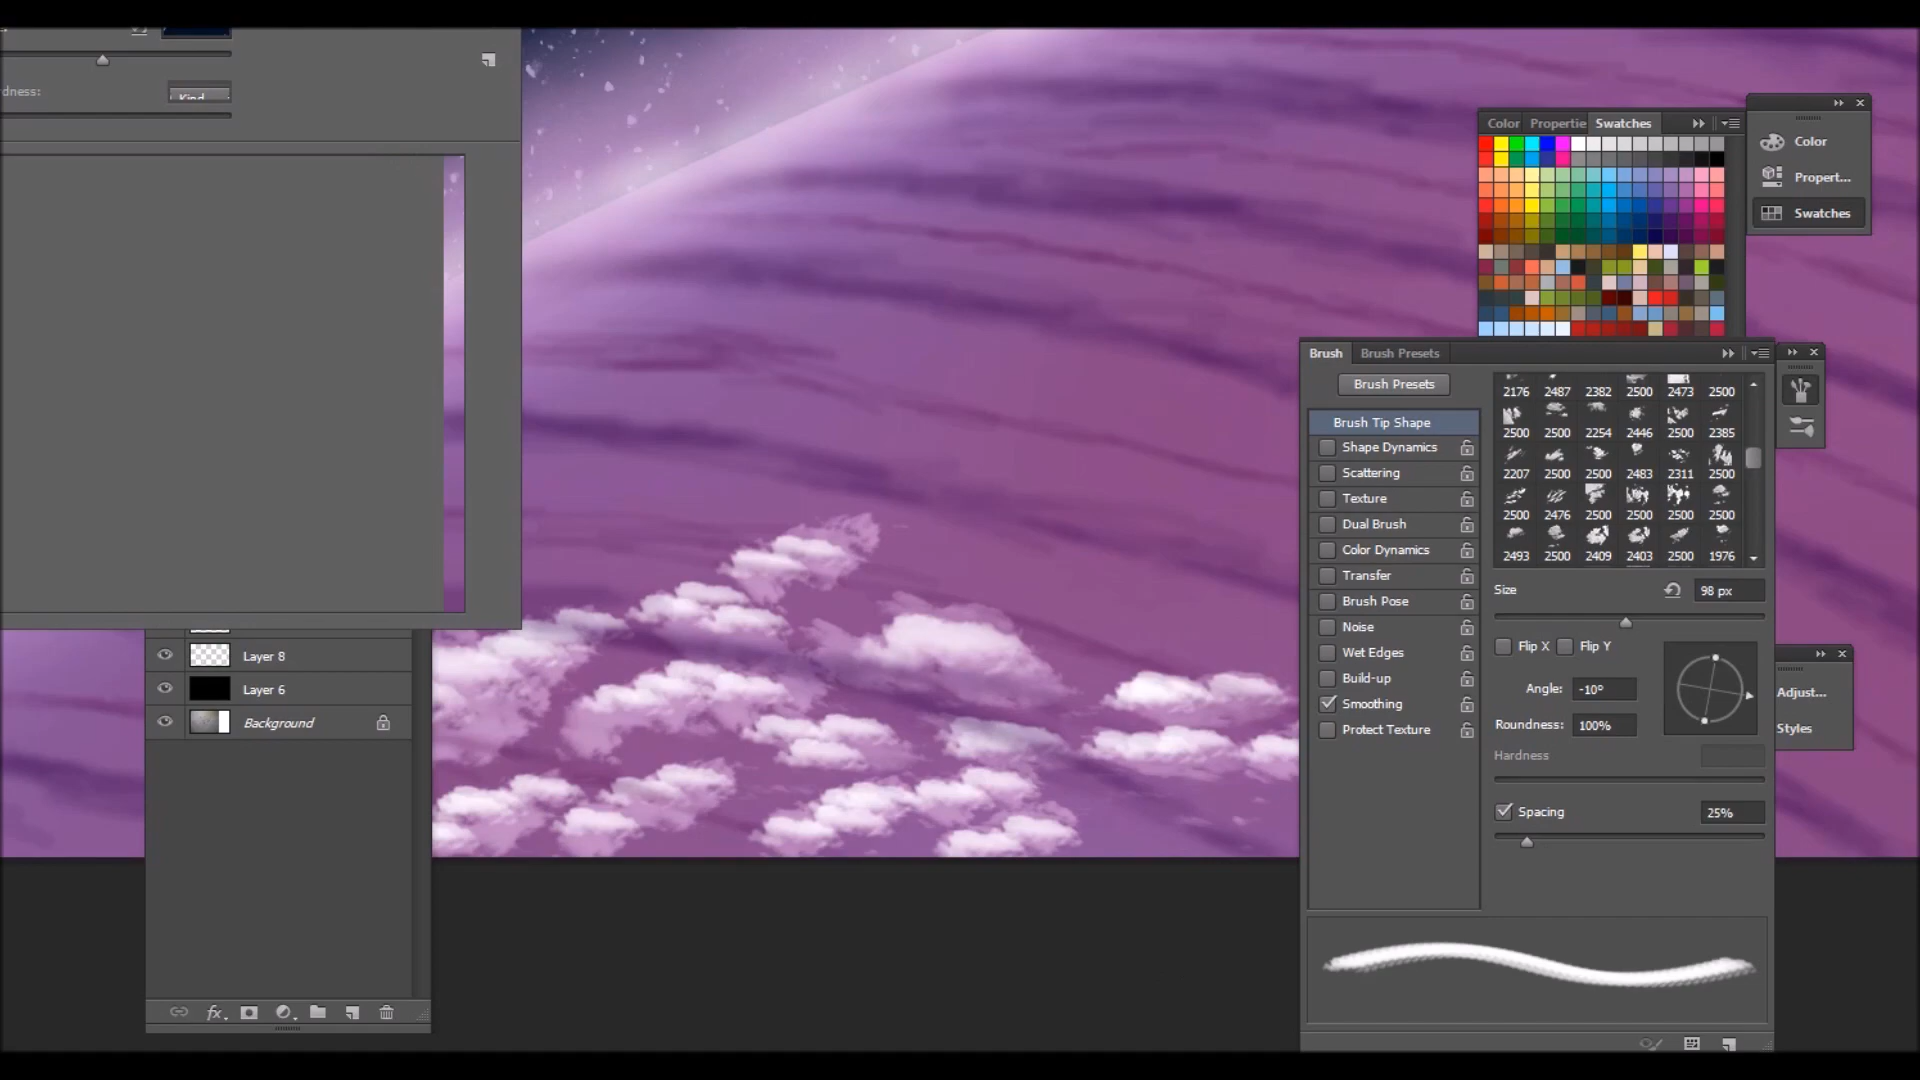 dness:
Kind
Color Properties Swatches
Color
Propert...
Swatches
Brush Brush Presets
Brush Presets
2176 2487 2382 2500 2473 2500
2500 2500 2254 2446 2500 2385
2207 2500 2500 2483 2311 2500
2500 2476 2500 2500 2500 2500
2493 2500 2409 2403 2500 1976
Brush Tip Shape
Shape Dynamics
Scattering
Texture
Dual Brush
Color Dynamics
Transfer
Brush Pose
Noise
Wet Edges
Build-up
Smoothing
Protect Texture
Size 98 px
Flip X Flip Y
Angle: -10°
Roundness: 100%
Hardness
Spacing 25%
Adjust...
Styles
Layer 8
Layer 6
Background
fx